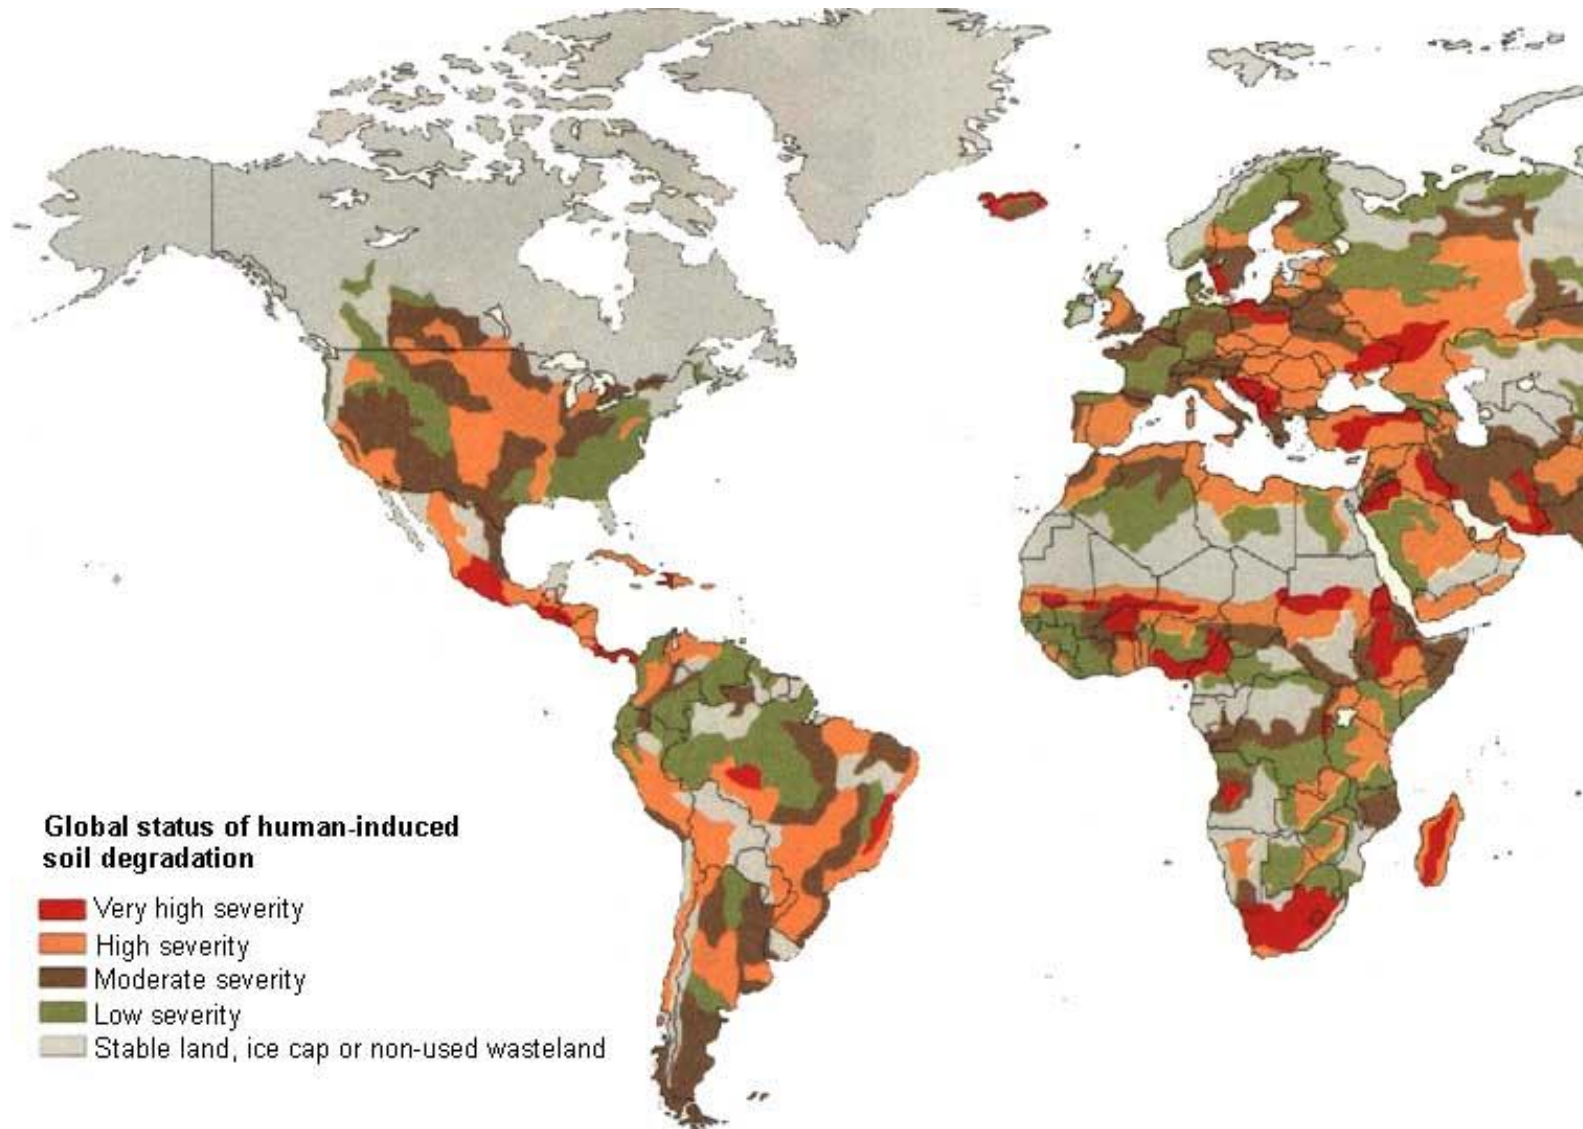 Global status of human-induced
soil degradation
Very high severity
High severity
Moderate severity
Low severity
Stable land, ice cap or non-used wasteland